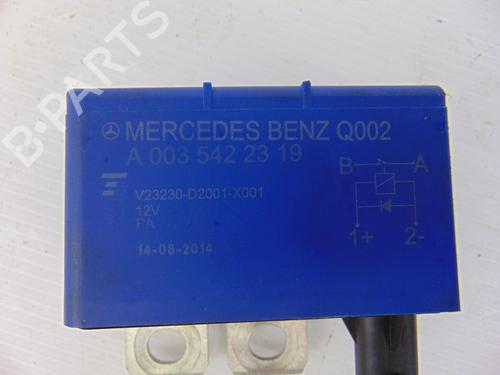 B-PARTS
MERCEDES BENZ Q002
A 003 542 23 19
V23230-D2001-X001
12V
PA
14-08-2014
B A
1+ 2-